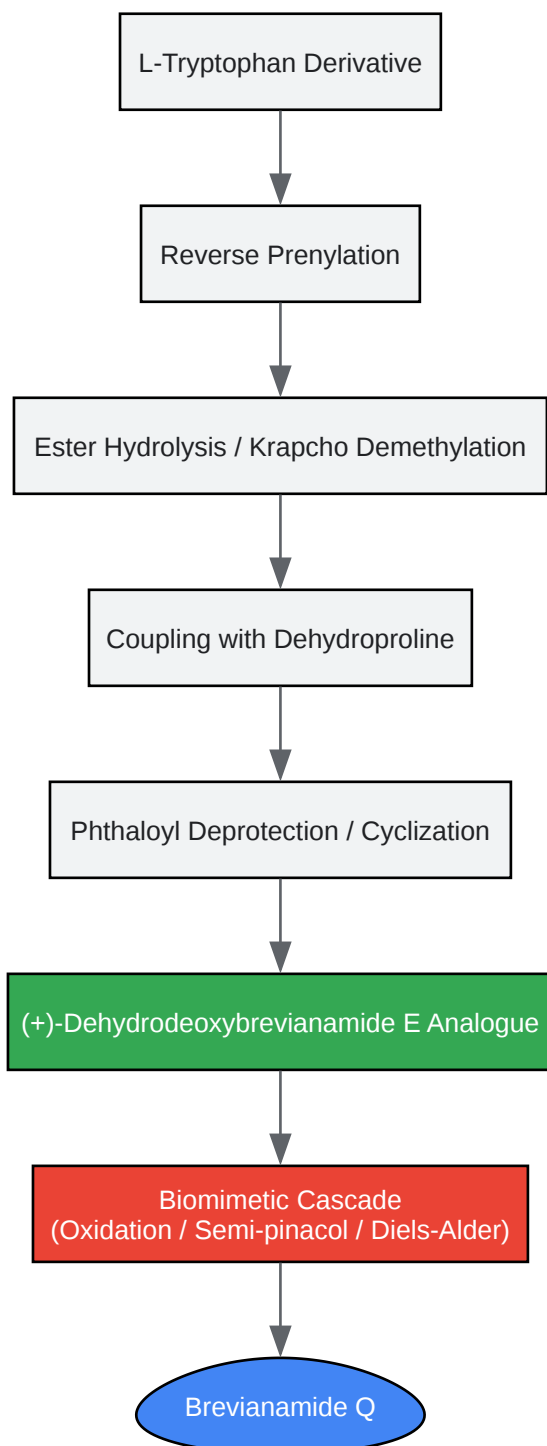 L-Tryptophan Derivative
Reverse Prenylation
Ester Hydrolysis / Krapcho Demethylation
Coupling with Dehydroproline
Phthaloyl Deprotection / Cyclization
(+)-Dehydrodeoxybrevianamide E Analogue
Biomimetic Cascade
(Oxidation / Semi-pinacol / Diels-Alder)
Brevianamide Q